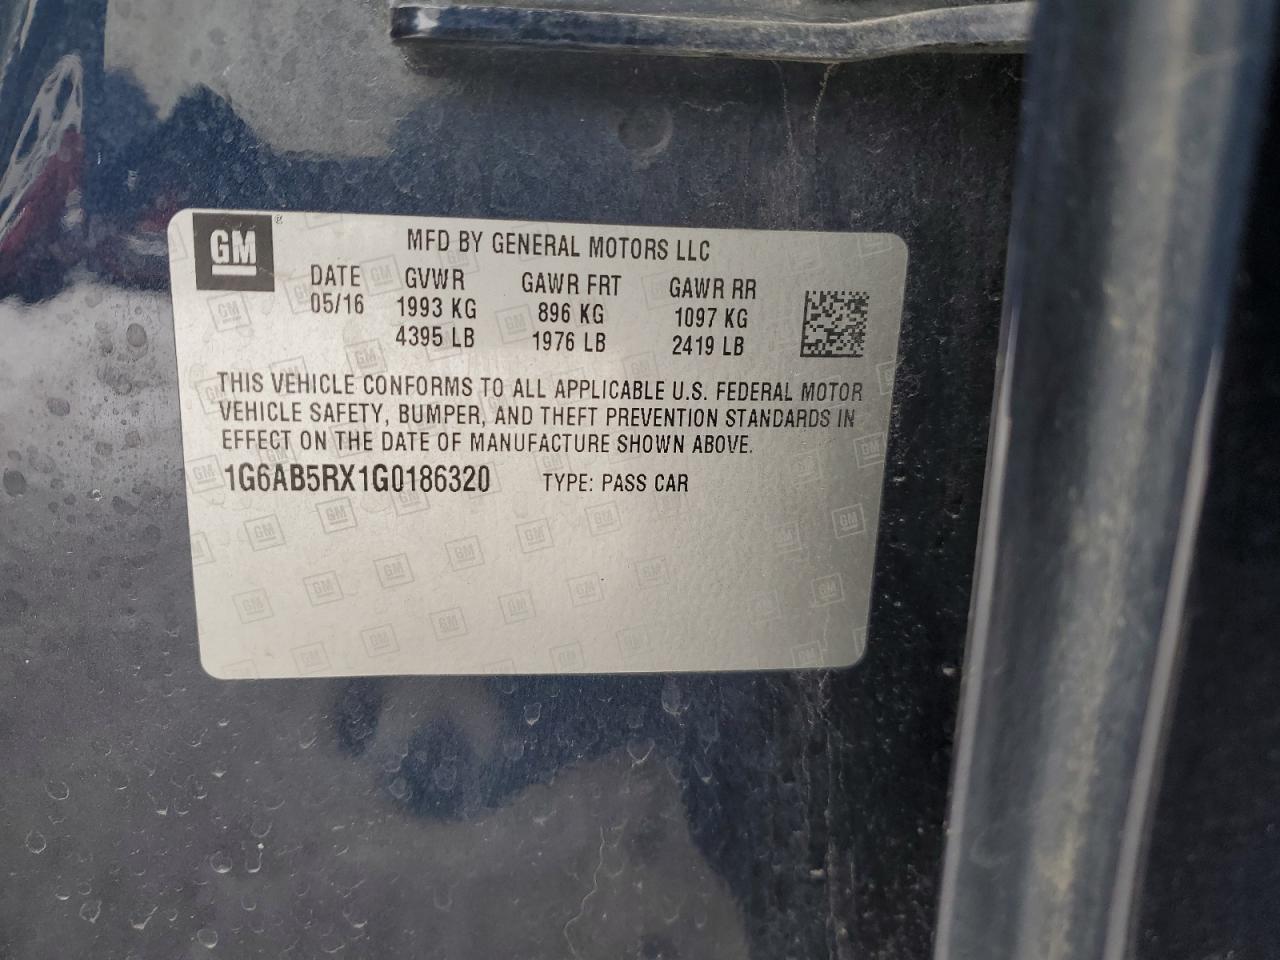 GM ®
MFD BY GENERAL MOTORS LLC
DATE GVWR GAWR FRT GAWR RR
05/16 1993 KG 896 KG 1097 KG
4395 LB 1976 LB 2419 LB
THIS VEHICLE CONFORMS TO ALL APPLICABLE U.S. FEDERAL MOTOR
VEHICLE SAFETY, BUMPER, AND THEFT PREVENTION STANDARDS IN
EFFECT ON THE DATE OF MANUFACTURE SHOWN ABOVE.
1G6AB5RX1G0186320 TYPE: PASS CAR